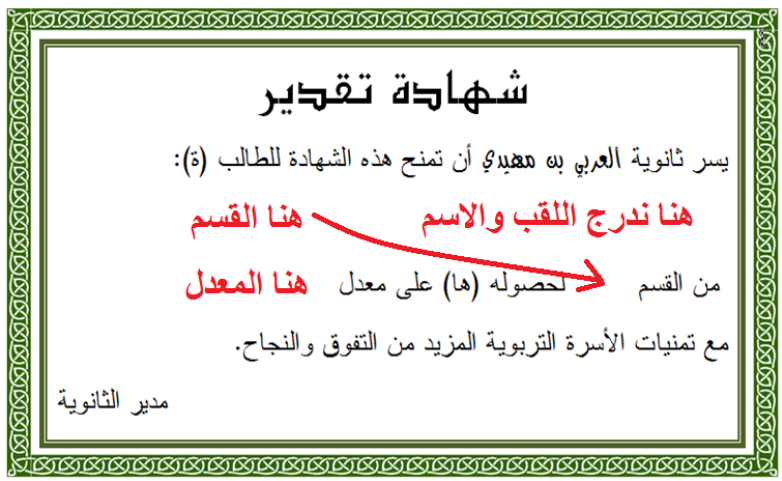 شهادة تقدير
يسر ثانوية العربي بن مهيدي أن تمنح هذه الشهادة للطالب (ة):
هنا ندرج اللقب والاسم هنا القسم
من القسم لحصوله (ها) على معدل هنا المعدل
مع تمنيات الأسرة التربوية المزيد من التفوق والنجاح.
مدير الثانوية